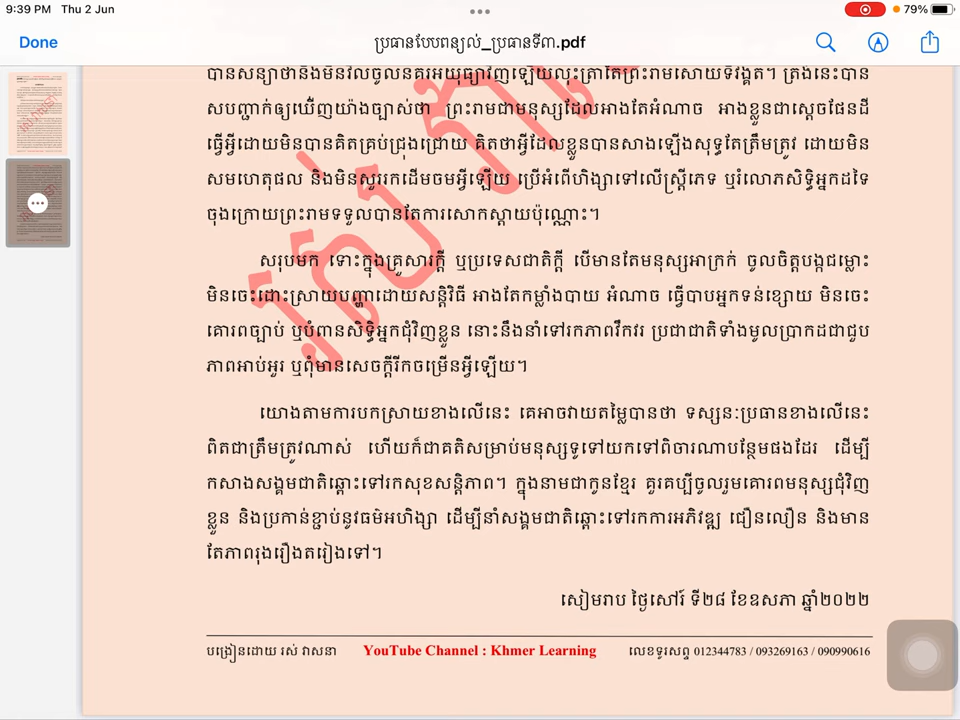 9:39 PM Thu 2 Jun
79%
Done
ប្រធានបែបពន្យល់_ប្រធានទី៣.pdf
បានសន្យាថានឹងមិនវិលចូលនគរអយុធ្យាវិញឡើយលុះត្រាតែព្រះរាមសោយទីវង្គត។ ត្រង់នេះបាន
សបញ្ជាក់ឲ្យឃើញយ៉ាងច្បាស់ថា ព្រះរាមជាមនុស្សដែលអាងតែអំណាច អាងខ្លួនជាស្តេចផែនដី
ធ្វើអ្វីដោយមិនបានគិតគ្រប់ជ្រុងជ្រោយ គិតថាអ្វីដែលខ្លួនបានសាងឡើងសុទ្ធតែត្រឹមត្រូវ ដោយមិន
សមហេតុផល និងមិនសួររកដើមចមអ្វីឡើយ ប្រើអំពើហិង្សាទៅលើស្ត្រីភេទ ឬរំលោភសិទ្ធិអ្នកដទៃ
ចុងក្រោយព្រះរាមទទួលបានតែការសោកស្តាយប៉ុណ្ណោះ។
សរុបមក ទោះក្នុងគ្រួសារក្តី ឬប្រទេសជាតិក្តី បើមានតែមនុស្សអាក្រក់ ចូលចិត្តបង្កជម្លោះ
មិនចេះដោះស្រាយបញ្ហាដោយសន្តិវិធី អាងតែកម្លាំងបាយ អំណាច ធ្វើបាបអ្នកទន់ខ្សោយ មិនចេះ
គោរពច្បាប់ ឬបំពានសិទ្ធិអ្នកជុំវិញខ្លួន នោះនឹងនាំទៅរកភាពវឹកវរ ប្រជាជាតិទាំងមូលប្រាកដជាជួប
ភាពអាប់អួរ ឬពុំមានសេចក្តីរីកចម្រើនអ្វីឡើយ។
យោងតាមការបកស្រាយខាងលើនេះ គេអាចវាយតម្លៃបានថា ទស្សនៈប្រធានខាងលើនេះ
ពិតជាត្រឹមត្រូវណាស់ ហើយក៏ជាគតិសម្រាប់មនុស្សទូទៅយកទៅពិចារណាបន្ថែមផងដែរ ដើម្បី
កសាងសង្គមជាតិឆ្ពោះទៅរកសុខសន្តិភាព។ ក្នុងនាមជាកូនខ្មែរ គួរគប្បីចូលរួមគោរពមនុស្សជុំវិញ
ខ្លួន និងប្រកាន់ខ្ជាប់នូវធម៌អហិង្សា ដើម្បីនាំសង្គមជាតិឆ្ពោះទៅរកការអភិវឌ្ឍ ជឿនលឿន និងមាន
តែភាពរុងរឿងតរៀងទៅ។
សៀមរាប ថ្ងៃសៅរ៍ ទី២៨ ខែឧសភា ឆ្នាំ២០២២
បង្រៀនដោយ រស់ វាសនា YouTube Channel : Khmer Learning លេខទូរសព្ទ 012344783 / 093269163 / 090990616